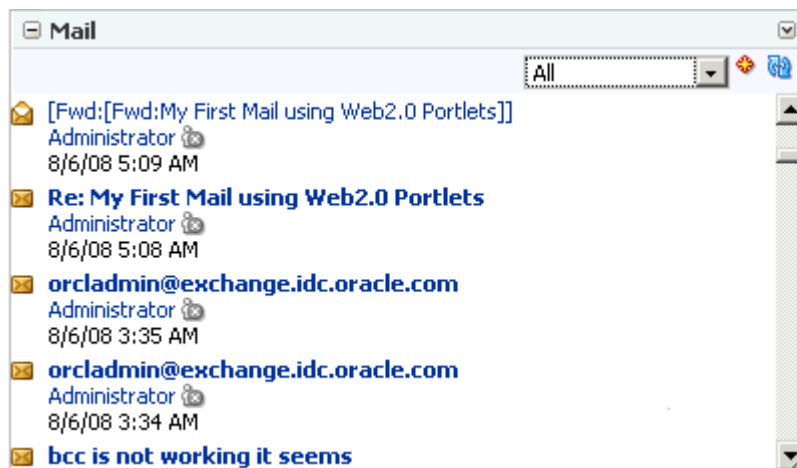 Mail
All
[Fwd:[Fwd:My First Mail using Web2.0 Portlets]]
Administrator
8/6/08 5:09 AM
Re: My First Mail using Web2.0 Portlets
Administrator
8/6/08 5:08 AM
orcladmin@exchange.idc.oracle.com
Administrator
8/6/08 3:35 AM
orcladmin@exchange.idc.oracle.com
Administrator
8/6/08 3:34 AM
bcc is not working it seems